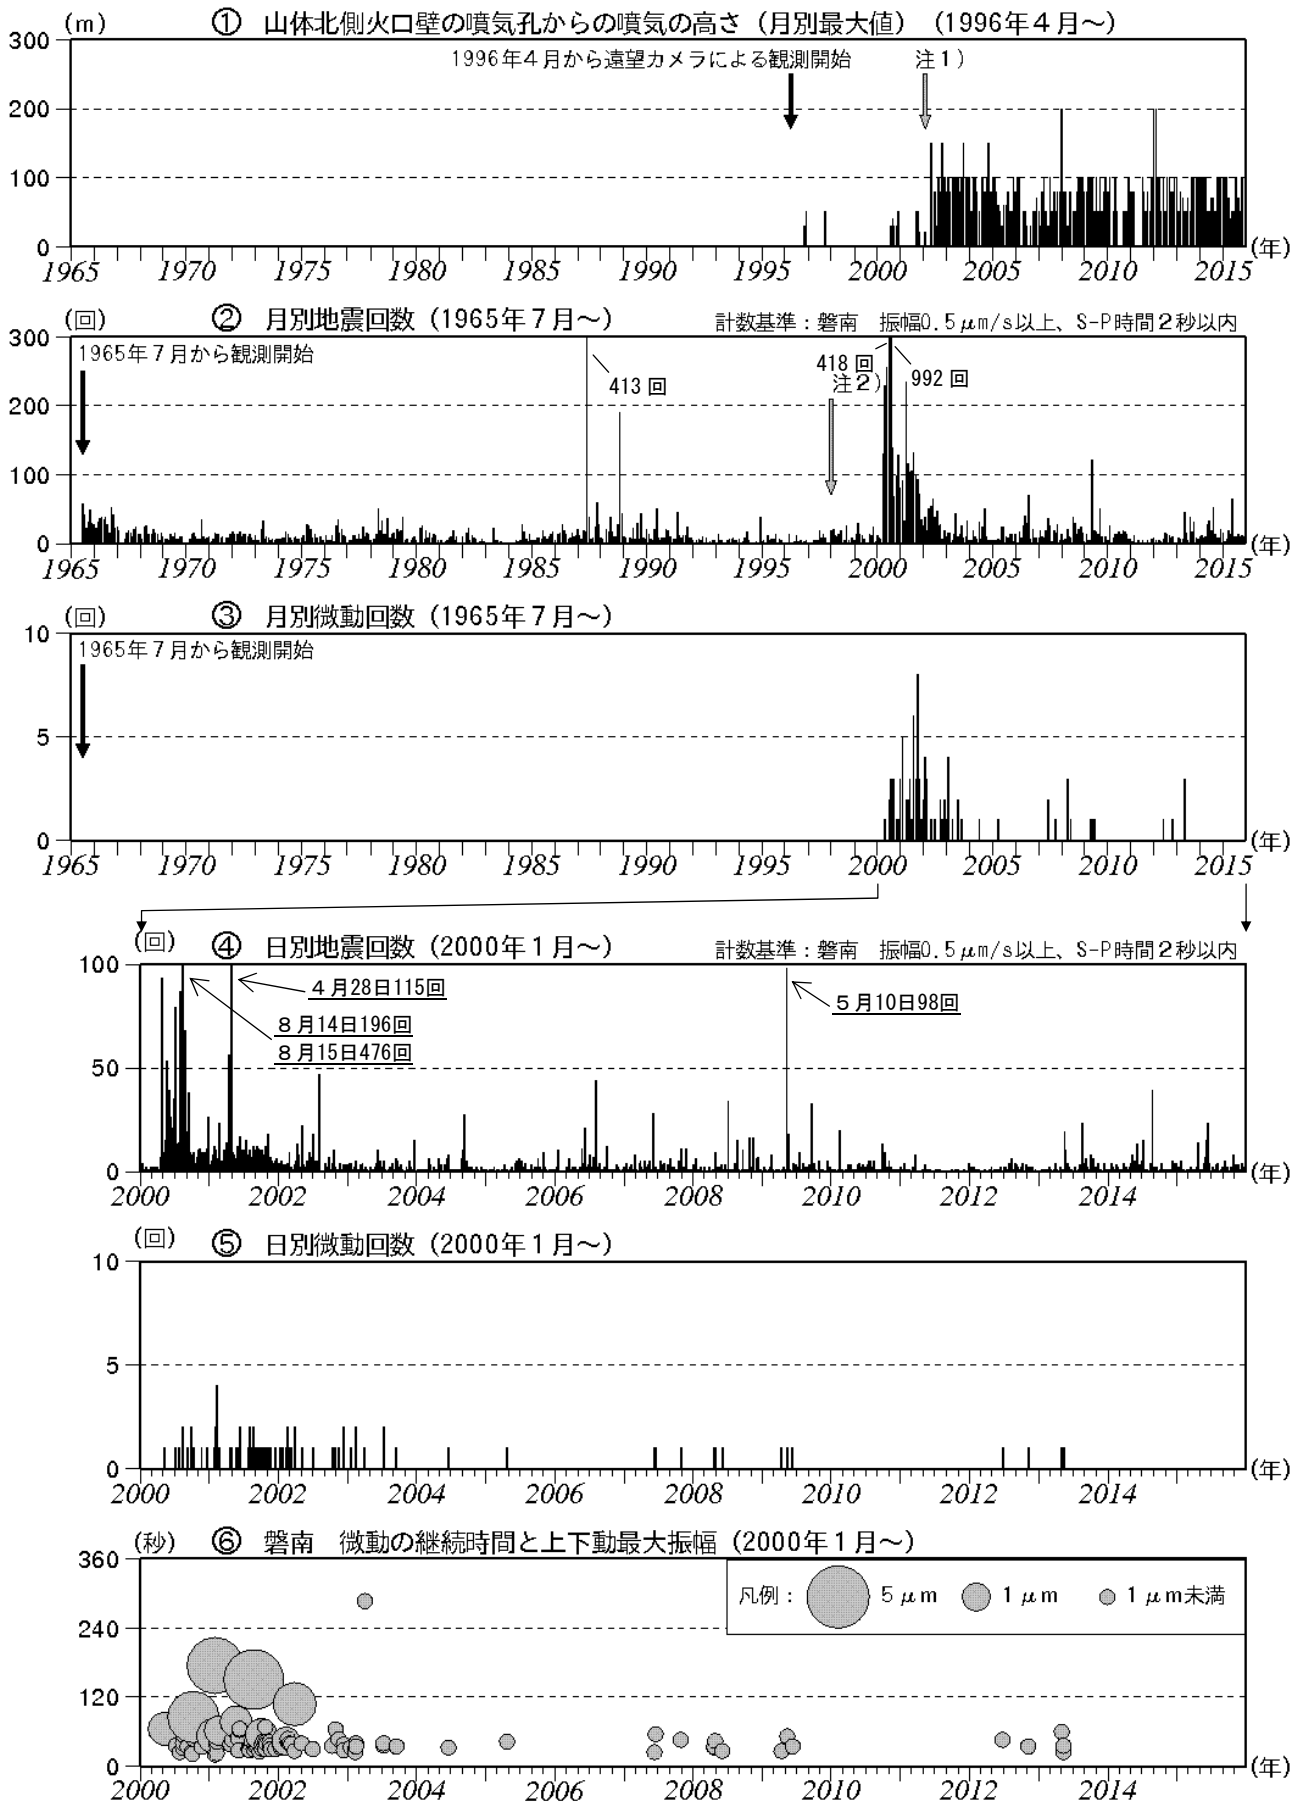 (m) ① 山体北側火口壁の噴気孔からの噴気の高さ（月別最大値）（1996年４月～）
1996年４月から遠望カメラによる観測開始 注１）
300
200
100
0
1965 1970 1975 1980 1985 1990 1995 2000 2005 2010 2015 (年)
(回) ② 月別地震回数（1965年７月～） 計数基準：磐南 振幅0.5μm/s以上、S-P時間２秒以内
1965年７月から観測開始
413 回
418 回
注２）
992 回
300
200
100
0
1965 1970 1975 1980 1985 1990 1995 2000 2005 2010 2015 (年)
(回) ③ 月別微動回数（1965年７月～）
1965年７月から観測開始
10
5
0
1965 1970 1975 1980 1985 1990 1995 2000 2005 2010 2015 (年)
(回) ④ 日別地震回数（2000年１月～） 計数基準：磐南 振幅0.5μm/s以上、S-P時間２秒以内
４月28日115回
８月14日196回
８月15日476回
５月10日98回
100
50
0
2000 2002 2004 2006 2008 2010 2012 2014 (年)
(回) ⑤ 日別微動回数（2000年１月～）
10
5
0
2000 2002 2004 2006 2008 2010 2012 2014 (年)
(秒) ⑥ 磐南 微動の継続時間と上下動最大振幅（2000年１月～）
凡例： 5 μm 1 μm 1 μm未満
360
240
120
0
2000 2002 2004 2006 2008 2010 2012 2014 (年)